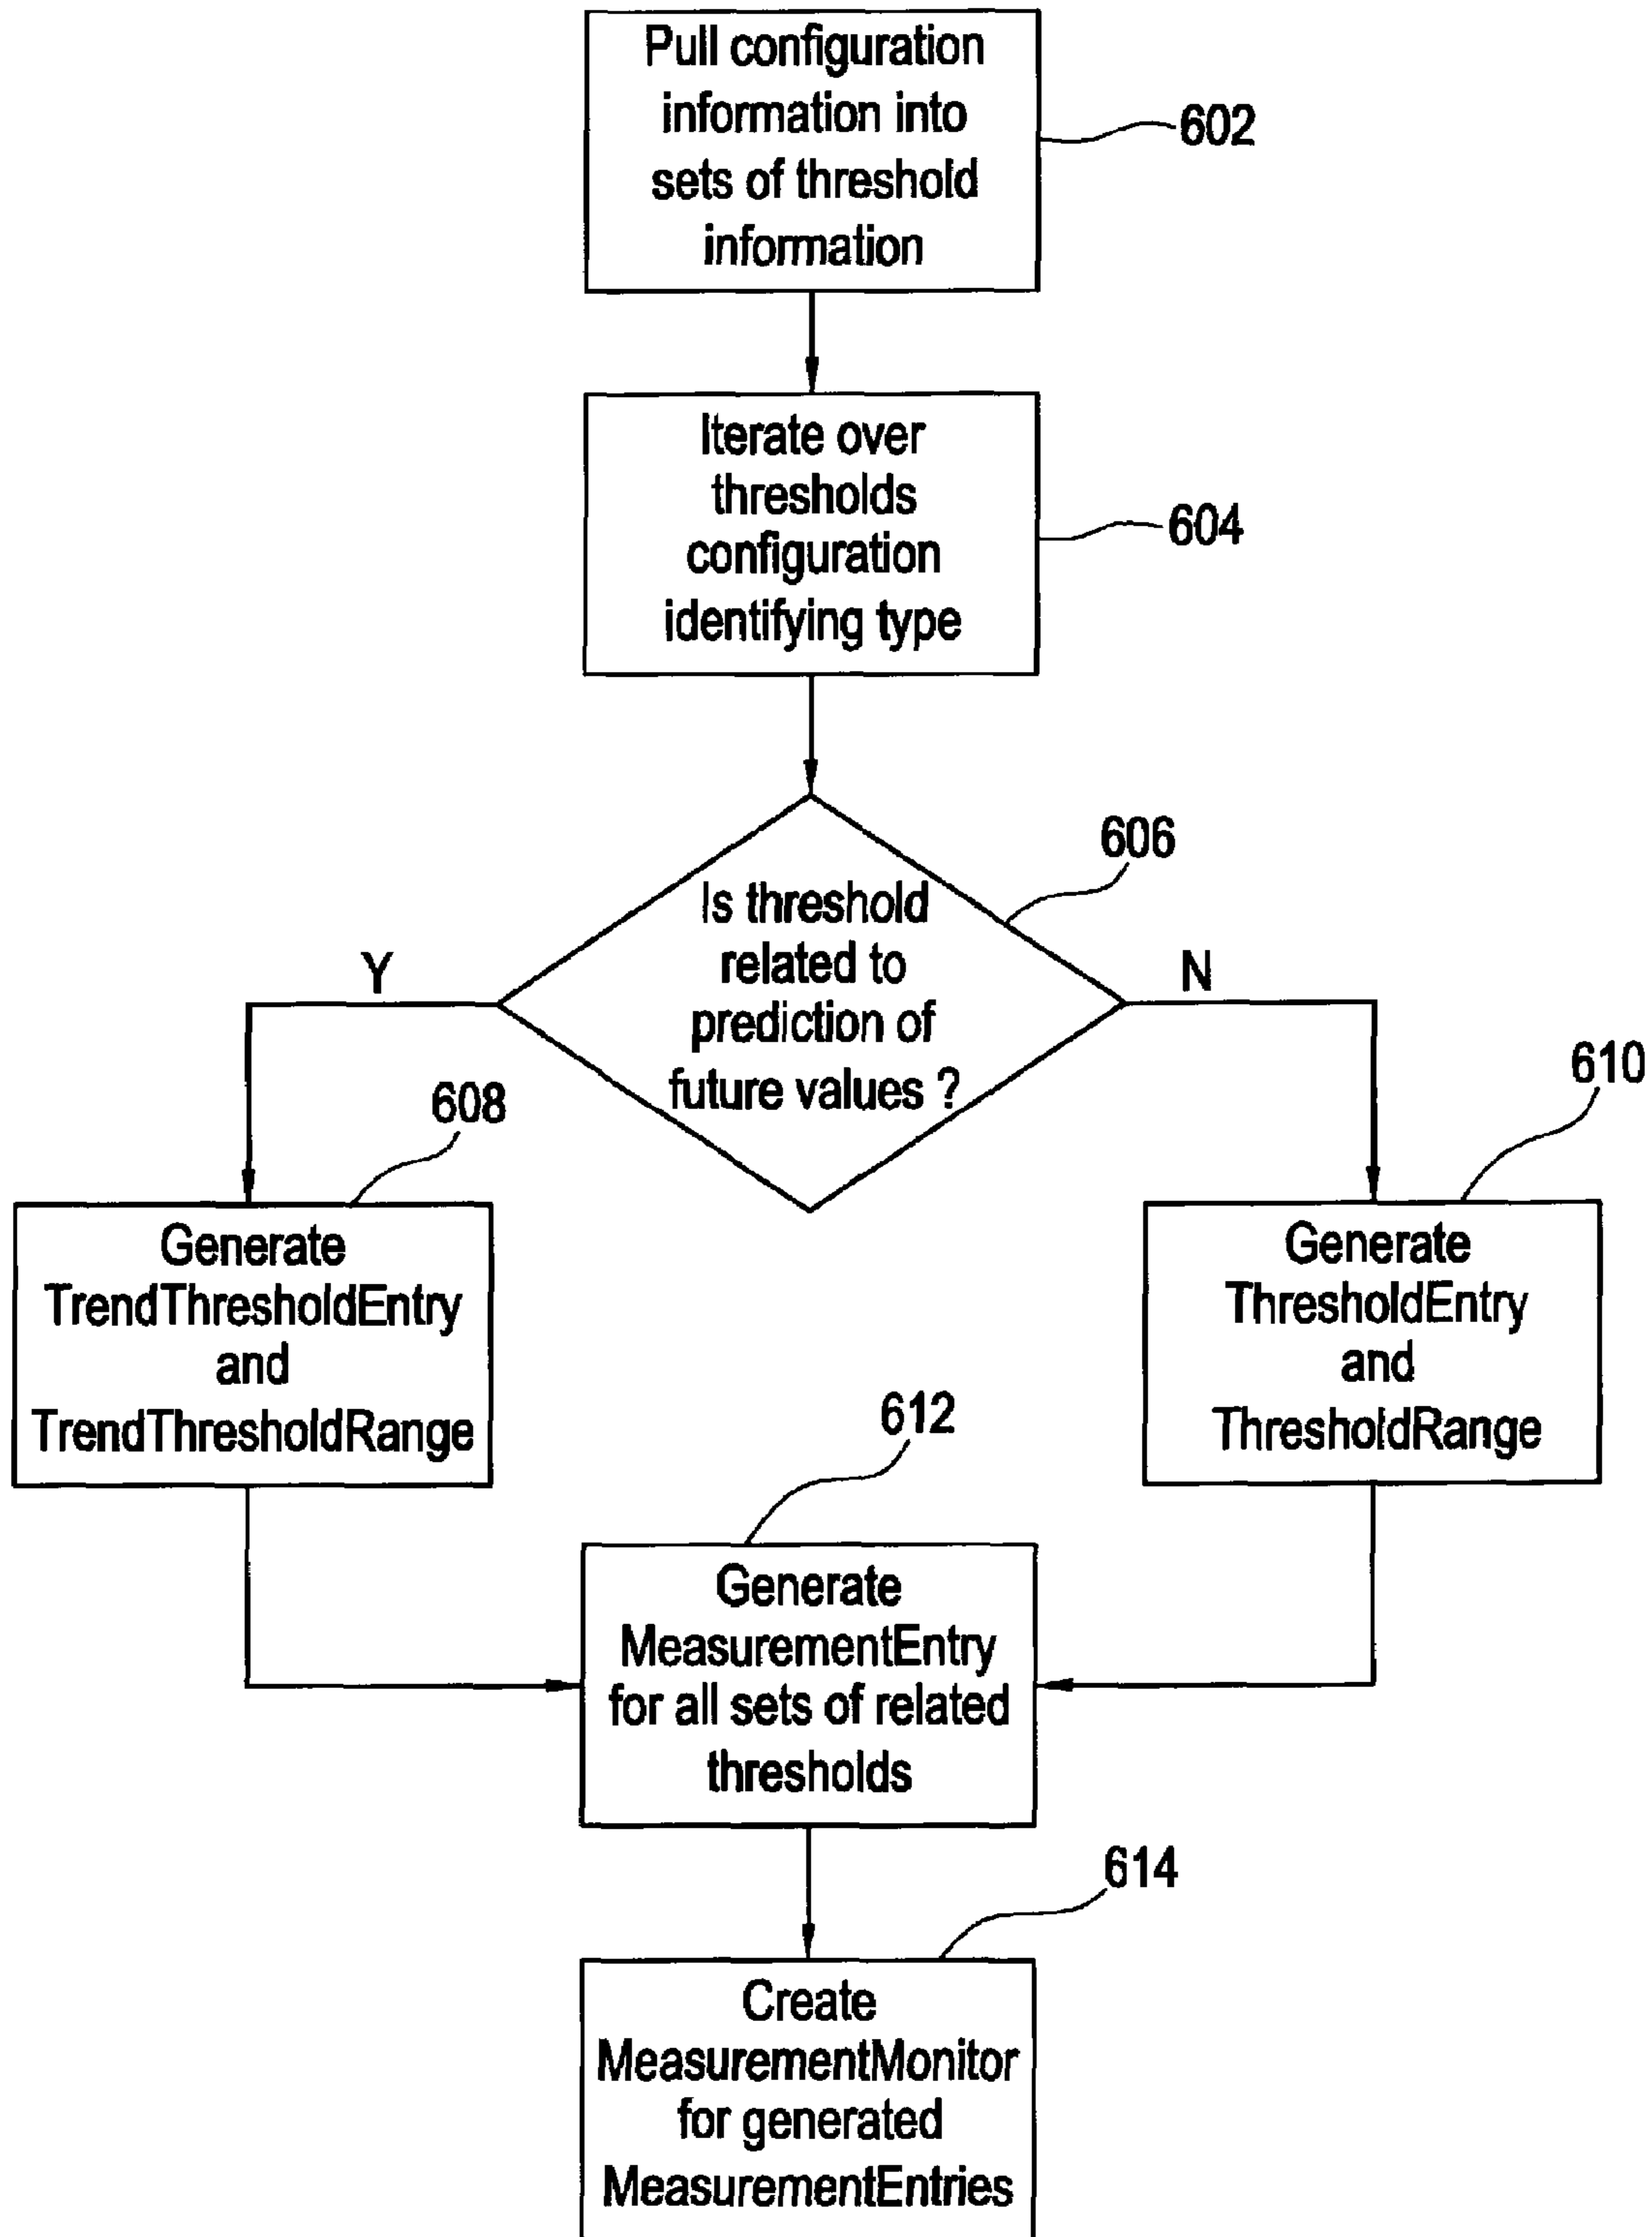 Pull configuration
information into
sets of threshold
information
602
Iterate over
thresholds
configuration
identifying type
604
606
Is threshold
related to
prediction of
future values ?
Y
N
608
610
Generate
TrendThresholdEntry
and
TrendThresholdRange
Generate
ThresholdEntry
and
ThresholdRange
612
Generate
MeasurementEntry
for all sets of related
thresholds
614
Create
MeasurementMonitor
for generated
MeasurementEntries